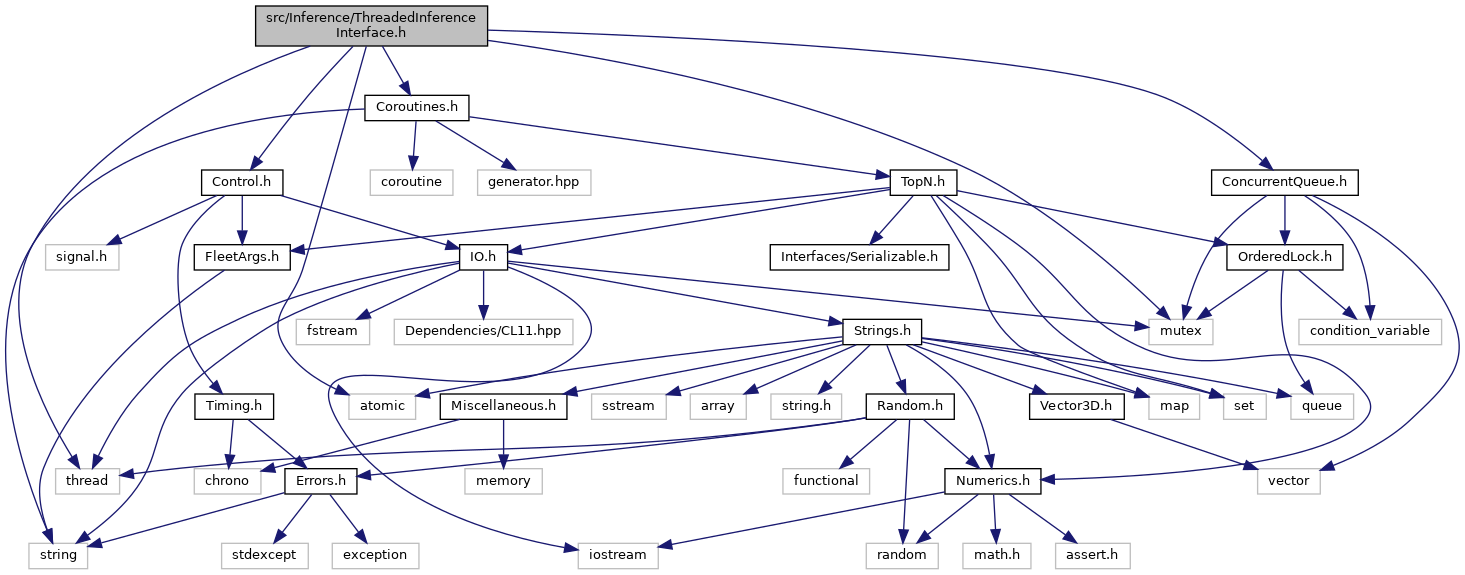 src/Inference/ThreadedInference
Interface.h
Coroutines.h
Control.h
coroutine
generator.hpp
TopN.h
ConcurrentQueue.h
signal.h
FleetArgs.h
IO.h
Interfaces/Serializable.h
OrderedLock.h
fstream
Dependencies/CL11.hpp
Strings.h
mutex
condition_variable
Timing.h
atomic
Miscellaneous.h
sstream
array
string.h
Random.h
Vector3D.h
map
set
queue
thread
chrono
Errors.h
memory
functional
Numerics.h
vector
string
stdexcept
exception
iostream
random
math.h
assert.h